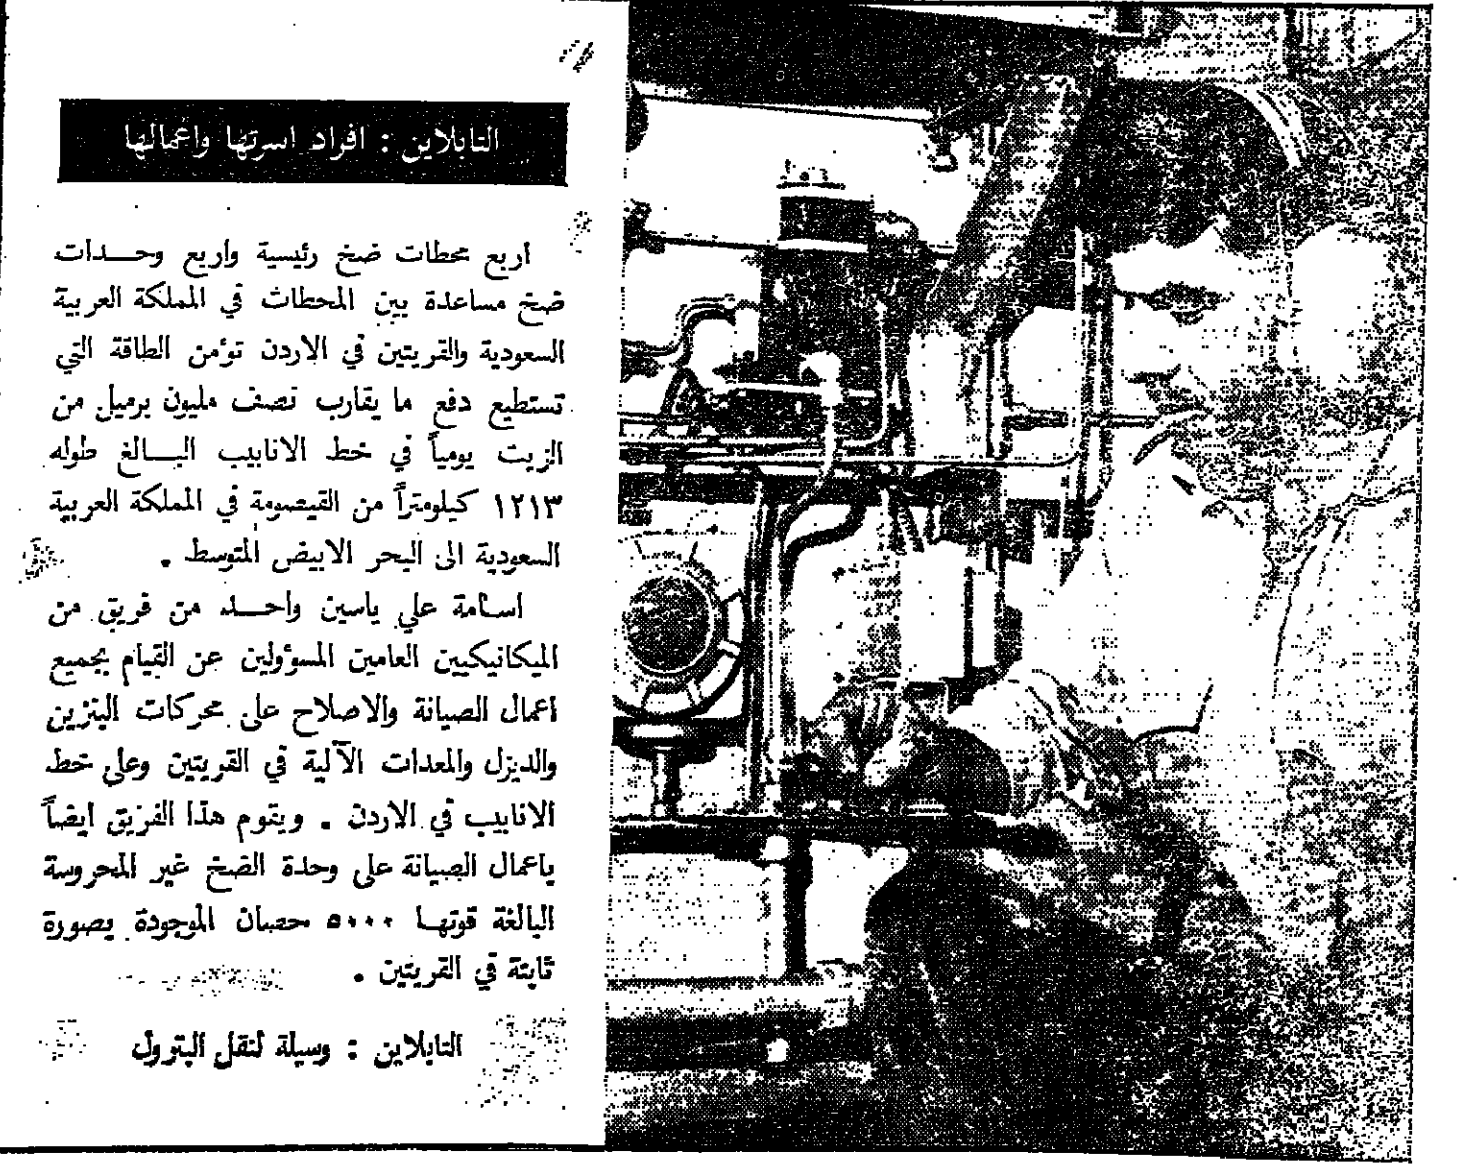 التابلاين : افراد اسرتها واعمالها
اربع محطات ضخ رئيسية واربع وحـــدات
ضخ مساعدة بين المحطات في المملكة العربية
السعودية والقريتين في الاردن تؤمن الطاقة التي
تستطيع دفع ما يقارب نصف مليون برميل من
الزيت يومياً في خط الانابيب البـــالغ طوله
١٢١٣ كيلومتراً من القيصومة في المملكة العربية
السعودية الى البحر الابيض المتوسط .
اسـامة علي ياسين واحـــد من فريق من
الميكانيكيين العامين المسؤولين عن القيام بجميع
اعمال الصيانة والاصلاح على محركات البنزين
والديزل والمعدات الآلية في القريتين وعلى خط
الانابيب في الاردن . ويقوم هذا الفريق ايضاً
باعمال الصيانة على وحدة الضخ غير المحروسة
البالغة قوتهـا ٥٠٠٠ حصان الموجودة بصورة
ثابتة في القريتين .
التابلاين : وسيلة لنقل البترول